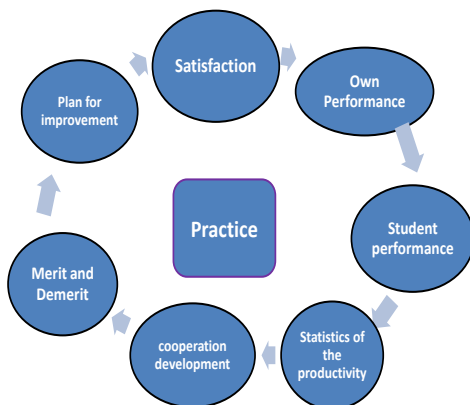 Satisfaction
Own
Performance
Plan for
improvement
Practice
Student
performance
Merit and
Demerit
Statistics of
the
productivity
cooperation
development